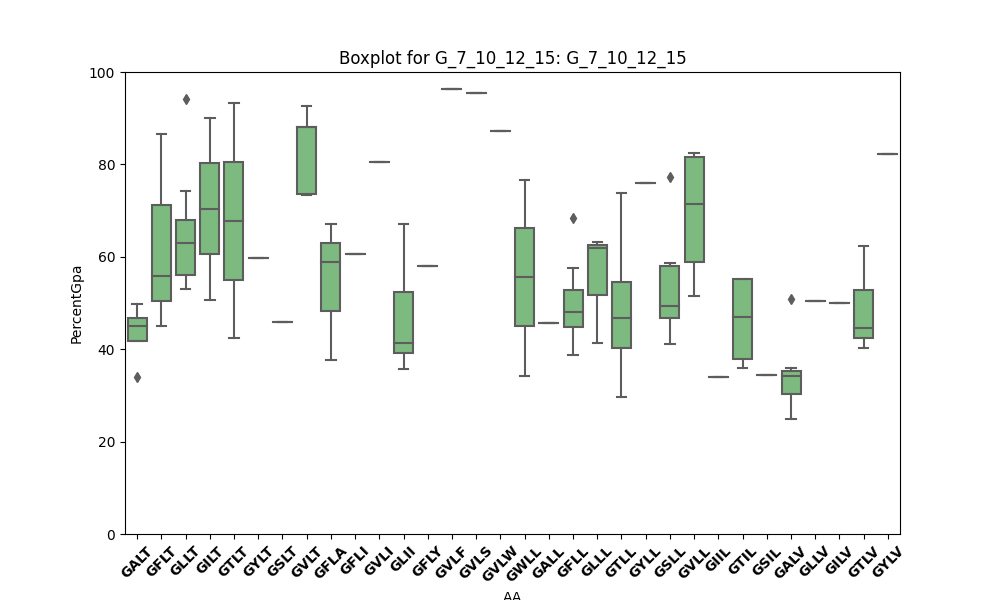 Boxplot for G_7_10_12_15: G_7_10_12_15
100
80
60
40
20
0
PercentGpa
GALT GFLT GLLT GILT GTLT GYLT GSLT GVLT GFLA GFLI GVLI GLII GFLY GVLF GVLS GVLW GWLL GALL GFLL GLLL GTLL GYLL GSLL GVLL GIIL GTIL GSIL GALV GLLV GILV GTLV GYLV
AA